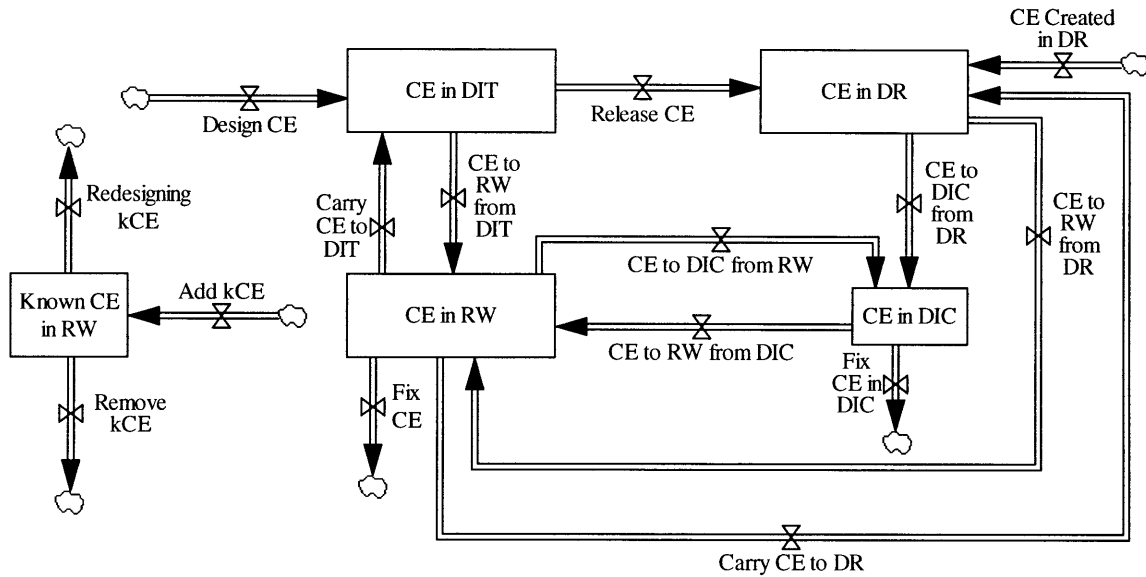 CE Created
in DR
CE in DIT
CE in DR
Design CE
Release CE
Redesigning
kCE
Carry
CE to
DIT
CE to
RW
from
DIT
CE to
DIC
from
DR
CE to
RW
from
DR
CE to DIC from RW
Known CE
in RW
Add kCE
CE in RW
CE in DIC
CE to RW from DIC
Fix
CE in
DIC
Remove
kCE
Fix
CE
Carry CE to DR